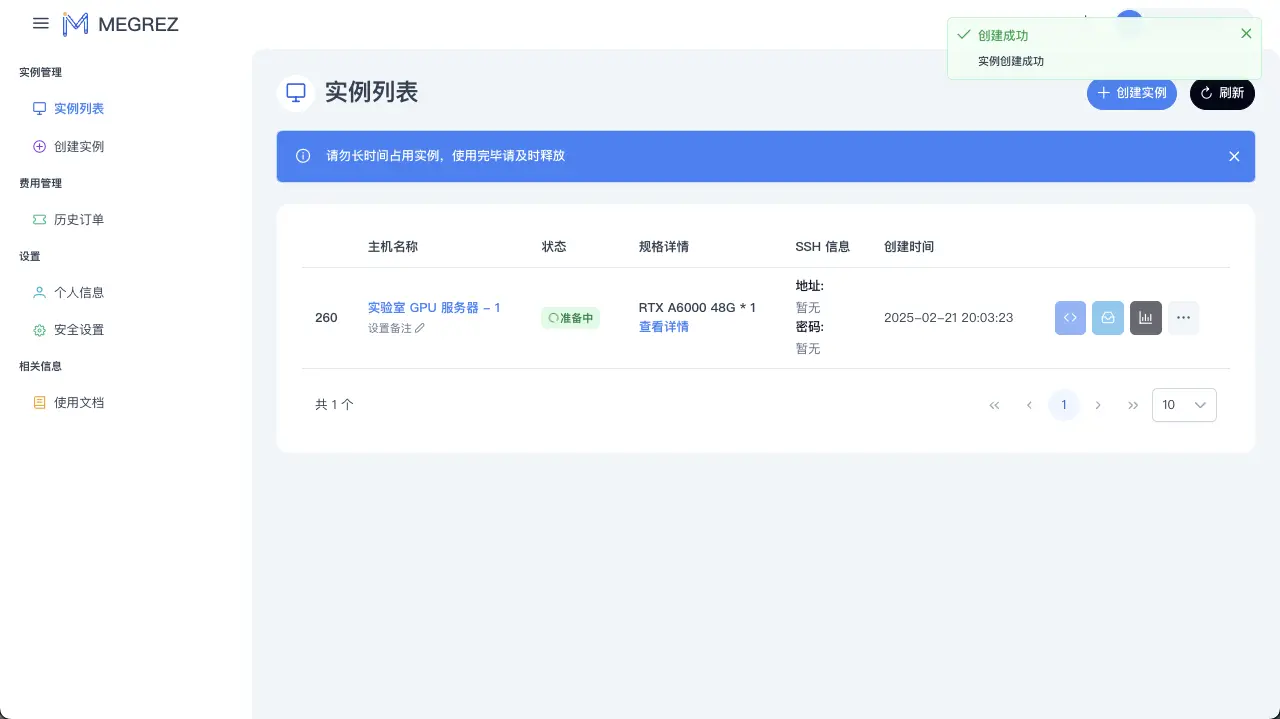 MEGREZ
创建成功
实例创建成功
实例管理
实例列表
创建实例
费用管理
历史订单
设置
个人信息
安全设置
相关信息
使用文档
实例列表
创建实例
刷新
请勿长时间占用实例，使用完毕请及时释放
主机名称 状态 规格详情 SSH 信息 创建时间
260
实验室 GPU 服务器 - 1
设置备注
准备中
RTX A6000 48G * 1
查看详情
地址:
暂无
密码:
暂无
2025-02-21 20:03:23
共 1 个
1
10